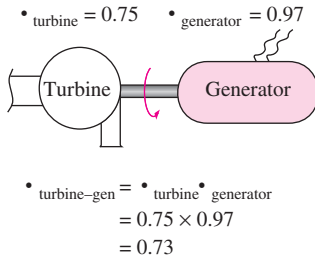 • turbine = 0.75 • generator = 0.97
Turbine Generator
• turbine–gen = • turbine • generator
= 0.75 × 0.97
= 0.73